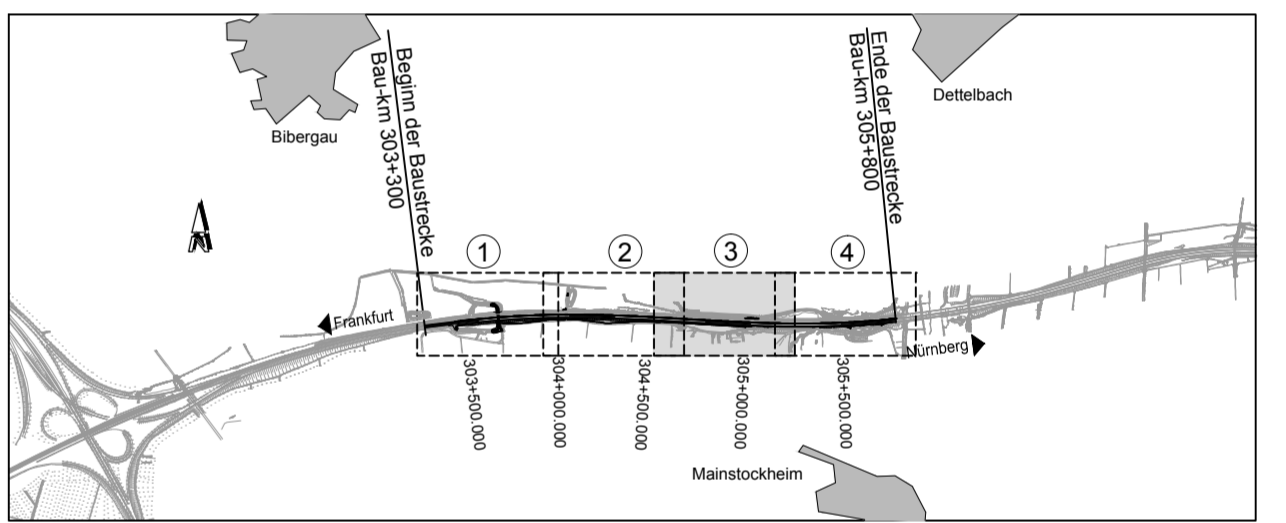 Bibergau
Beginn der Baustrecke
Bau-km 303+300
Ende der Baustrecke
Bau-km 305+800
Dettelbach
N
1
2
3
4
Frankfurt
Nürnberg
303+500.000
304+000.000
304+500.000
305+000.000
305+500.000
Mainstockheim